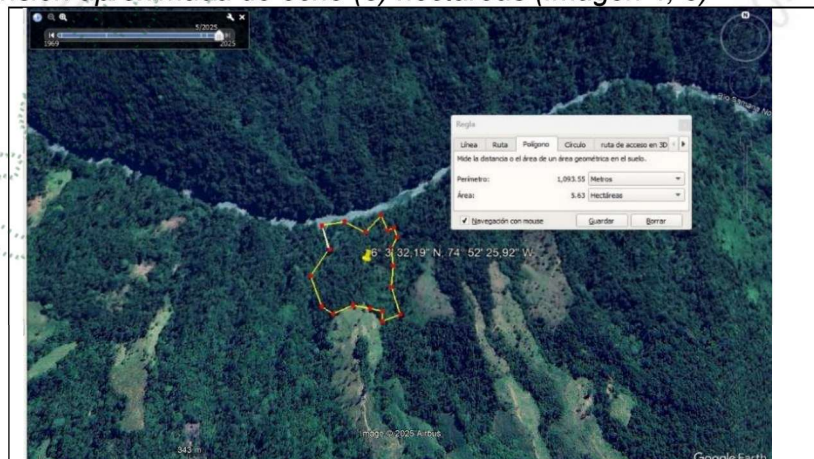 5/2025
1969
2025
Regla
Línea Ruta Polígono Círculo ruta de acceso en 3D
Mide la distancia o el área de un área geométrica en el suelo.
Perímetro: 1,093.55 Metros
Área: 5.63 Hectáreas
Navegación con mouse Guardar Borrar
6° 3' 32,19" N, 74° 52' 25,92" W
343 m
Image © 2025 Airbus
Google Earth